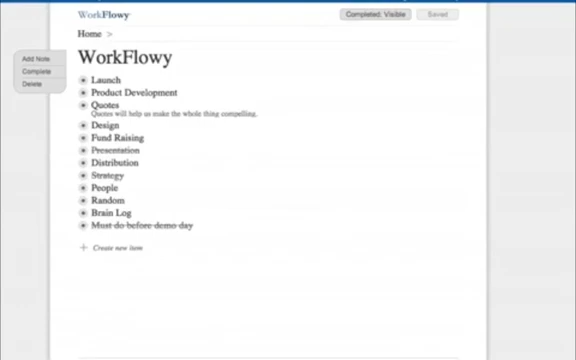 WorkFlowy
Completed: Visible
Saved
Home >
Add Note
Complete
Delete
WorkFlowy
Launch
Product Development
Quotes
Quotes will help us make the whole thing compelling.
Design
Fund Raising
Presentation
Distribution
Strategy
People
Random
Brain Log
Must do before demo day
+ Create new item